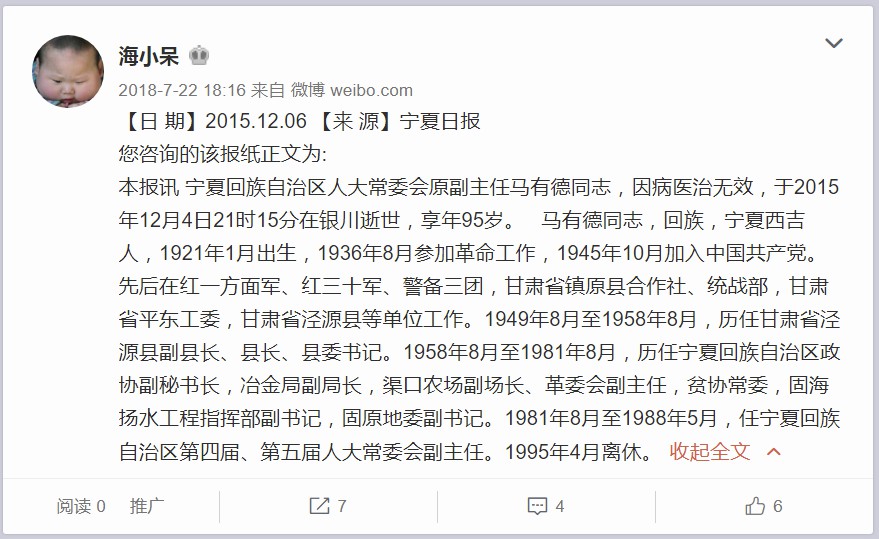 海小呆
2018-7-22 18:16 来自 微博 weibo.com
【日 期】2015.12.06 【来 源】宁夏日报
您咨询的该报纸正文为:
本报讯 宁夏回族自治区人大常委会原副主任马有德同志，因病医治无效，于2015
年12月4日21时15分在银川逝世，享年95岁。 马有德同志，回族，宁夏西吉
人，1921年1月出生，1936年8月参加革命工作，1945年10月加入中国共产党。
先后在红一方面军、红三十军、警备三团，甘肃省镇原县合作社、统战部，甘肃
省平东工委，甘肃省泾源县等单位工作。1949年8月至1958年8月，历任甘肃省泾
源县副县长、县长、县委书记。1958年8月至1981年8月，历任宁夏回族自治区政
协副秘书长，冶金局副局长，渠口农场副场长、革委会副主任，贫协常委，固海
扬水工程指挥部副书记，固原地委副书记。1981年8月至1988年5月，任宁夏回族
自治区第四届、第五届人大常委会副主任。1995年4月离休。 收起全文
阅读 0 推广 7 4 6